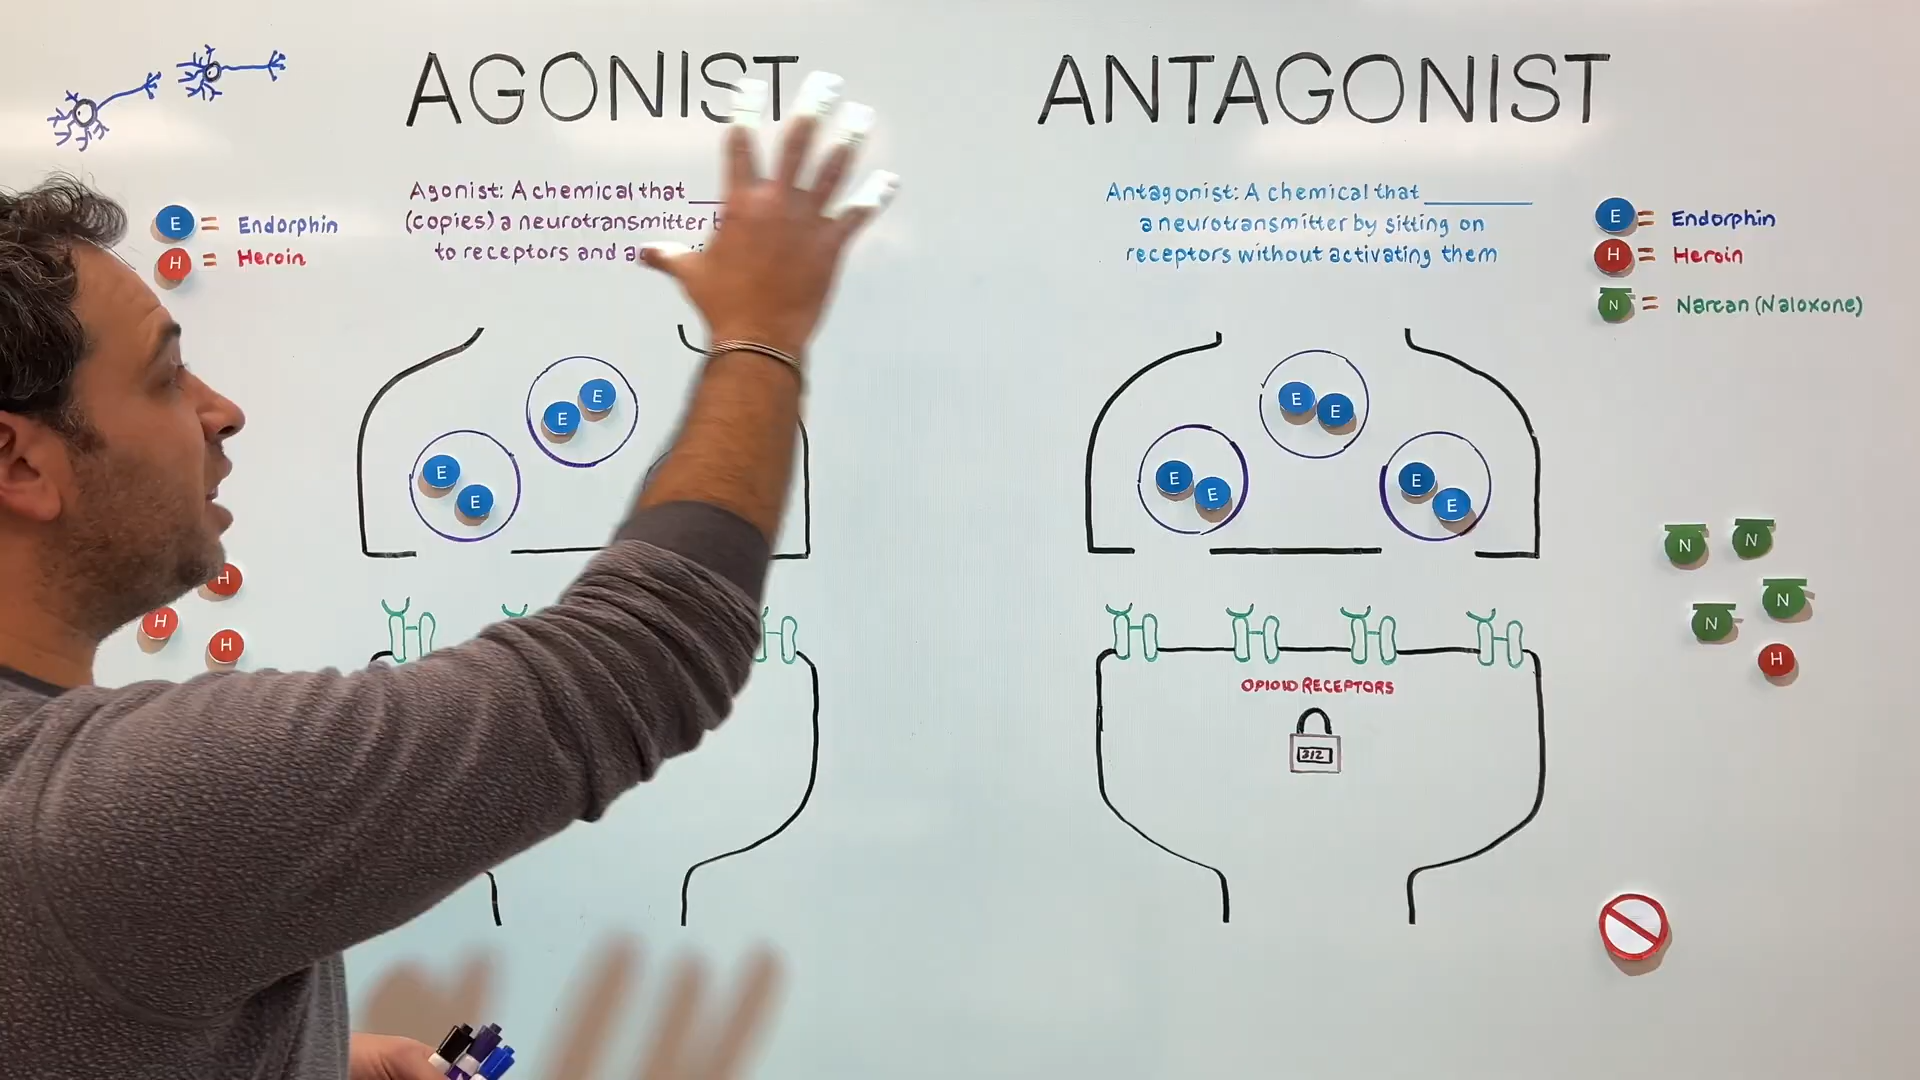 AGONIST
ANTAGONIST
Agonist: A chemical that
(copies) a neurotransmitter
to receptors and
Antagonist: A chemical that __________
a neurotransmitter by sitting on
receptors without activating them
E = Endorphin
H = Heroin
E = Endorphin
H = Heroin
N = Narcan (Naloxone)
E E
E E
E E
E E
E E
H
H
H
N N
N N
H
OPIOID RECEPTORS
312